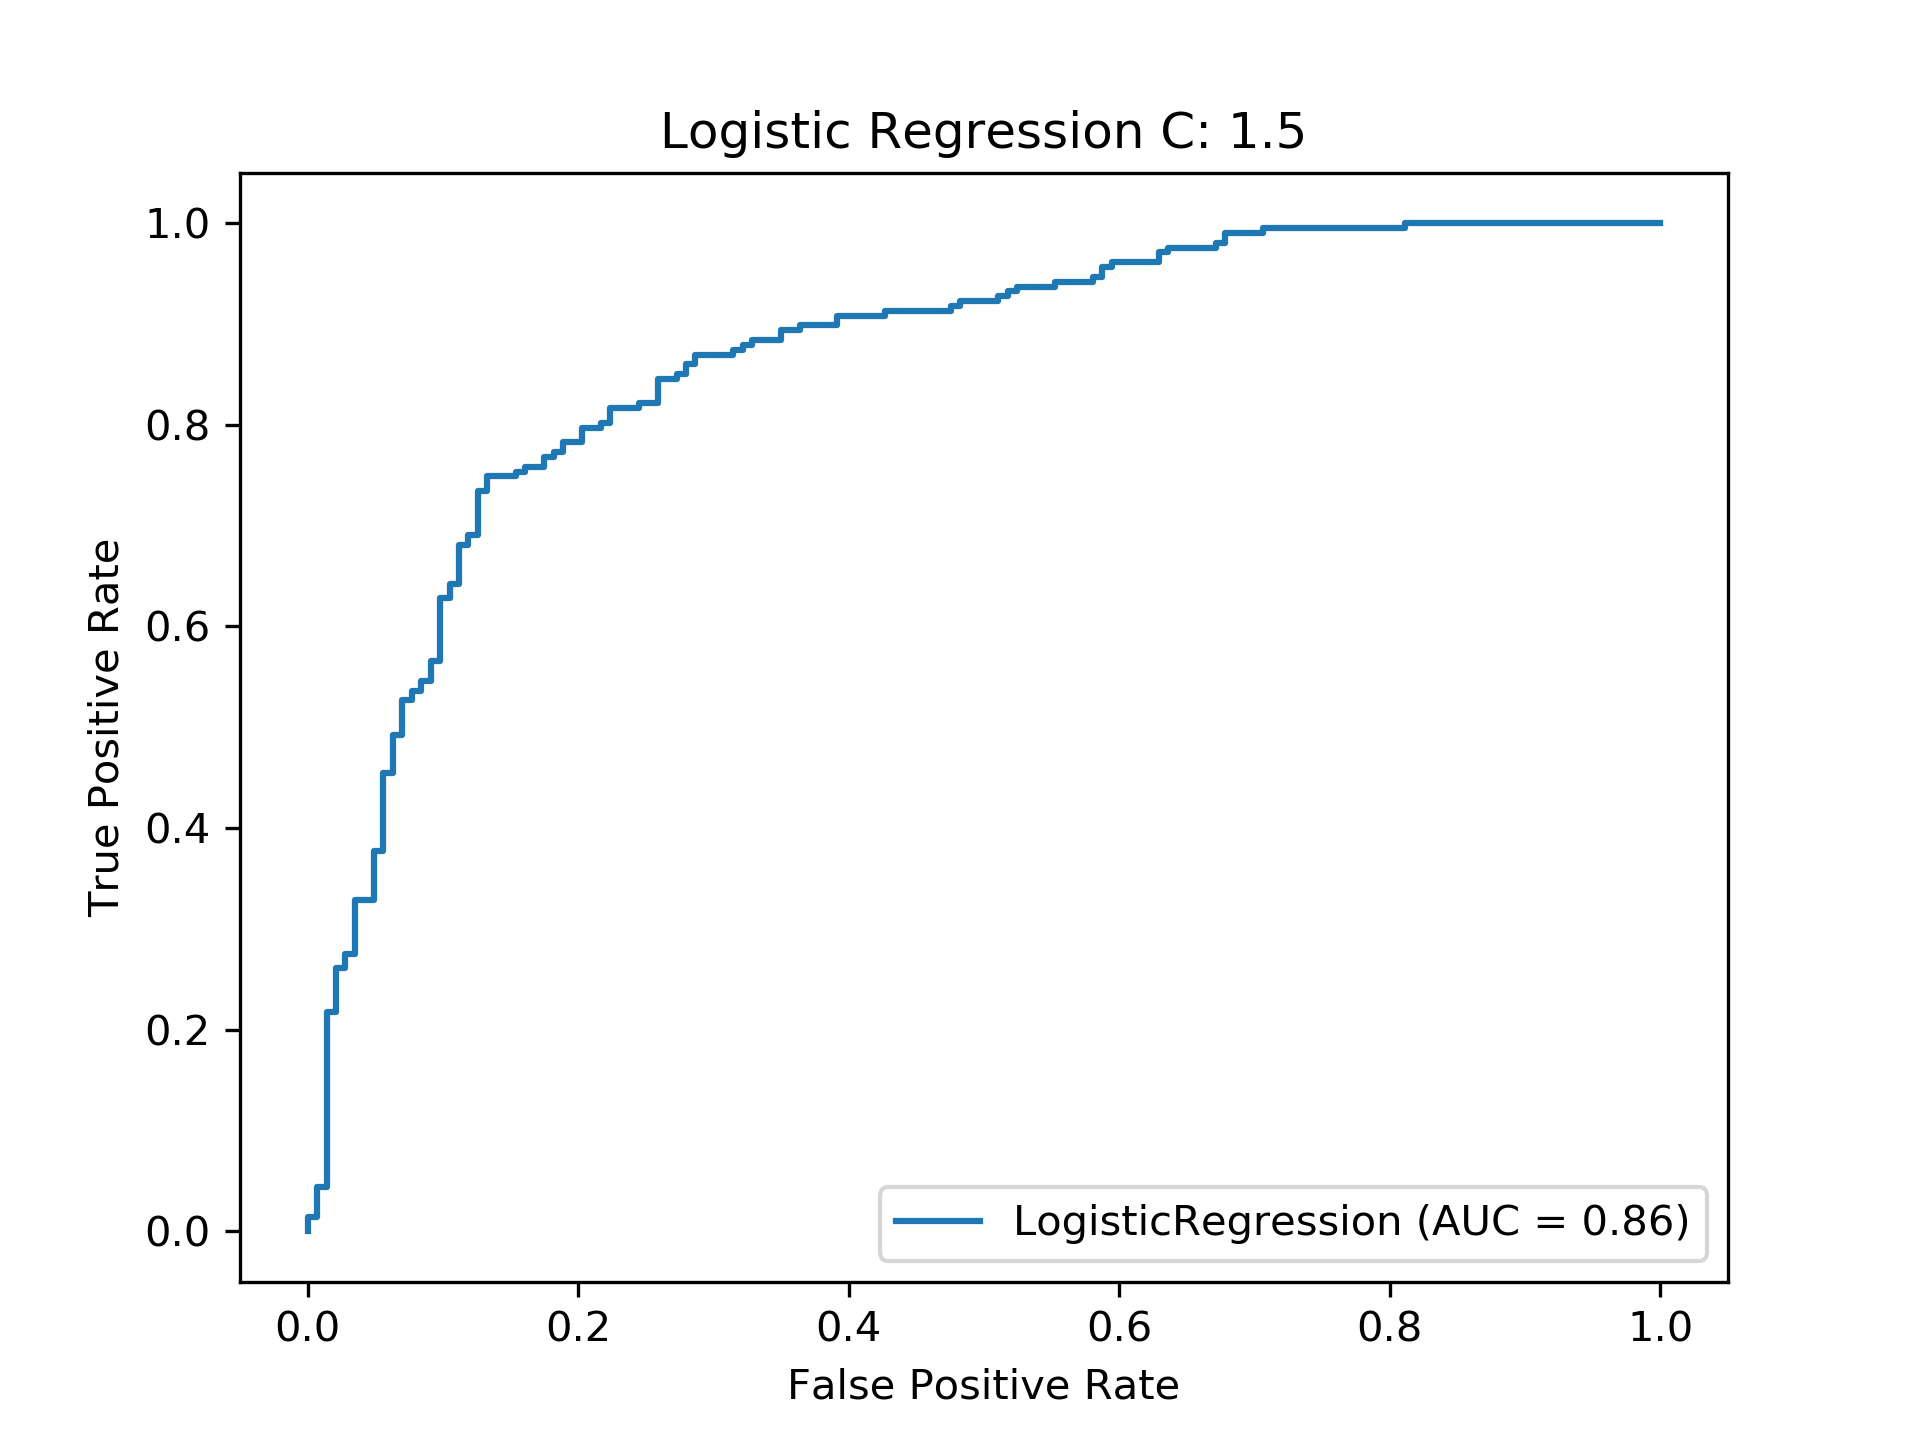 Logistic Regression C: 1.5
True Positive Rate
1.0
0.8
0.6
0.4
0.2
0.0
LogisticRegression (AUC = 0.86)
0.0 0.2 0.4 0.6 0.8 1.0
False Positive Rate